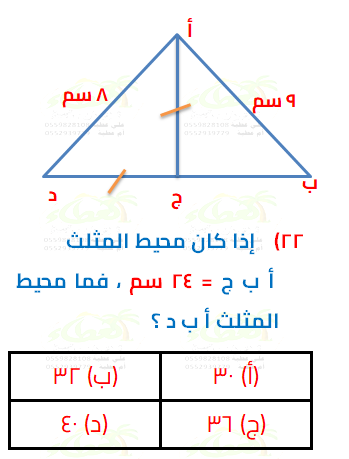 أ
٨ سم
٩ سم
د
ج
ب
٢٢) إذا كان محيط المثلث
أ ب ج = ٢٤ سم ، فما محيط
المثلث أ ب د ؟
(أ) ٣٠
(ب) ٣٢
(ج) ٣٦
(د) ٤٠